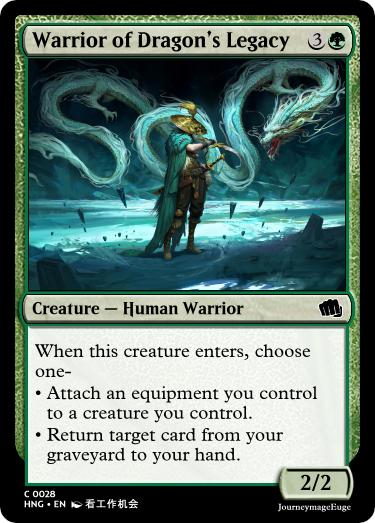 Warrior of Dragon's Legacy 3
Creature — Human Warrior
When this creature enters, choose
one-
• Attach an equipment you control
to a creature you control.
• Return target card from your
graveyard to your hand.
2/2
C 0028
HNG • EN 看工作机会
JourneymageEuge